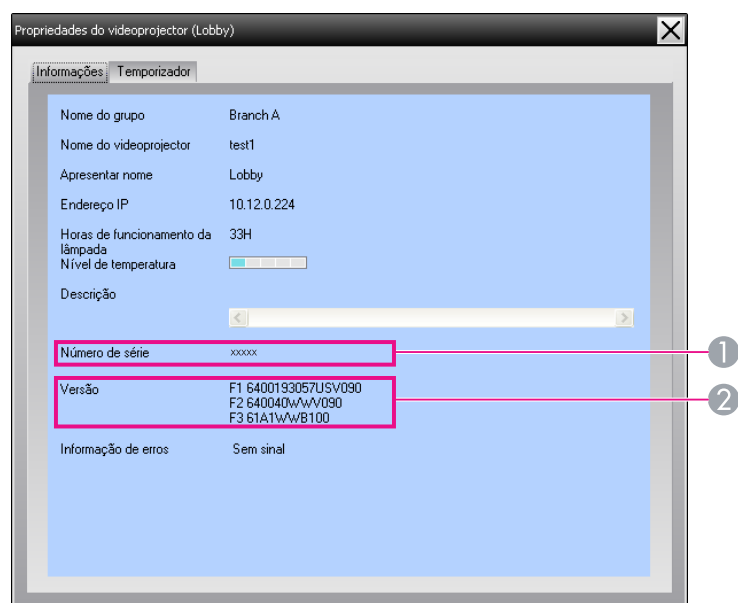 Propriedades do videoprojector (Lobby)
Informações Temporizador
Nome do grupo Branch A
Nome do videoprojector test1
Apresentar nome Lobby
Endereço IP 10.12.0.224
Horas de funcionamento da 33H
lâmpada
Nível de temperatura
Descrição
Número de série xxxxx
1
Versão F1 6400193057USV090
2
F2 640040WWV090
F3 61A1WWB100
Informação de erros Sem sinal